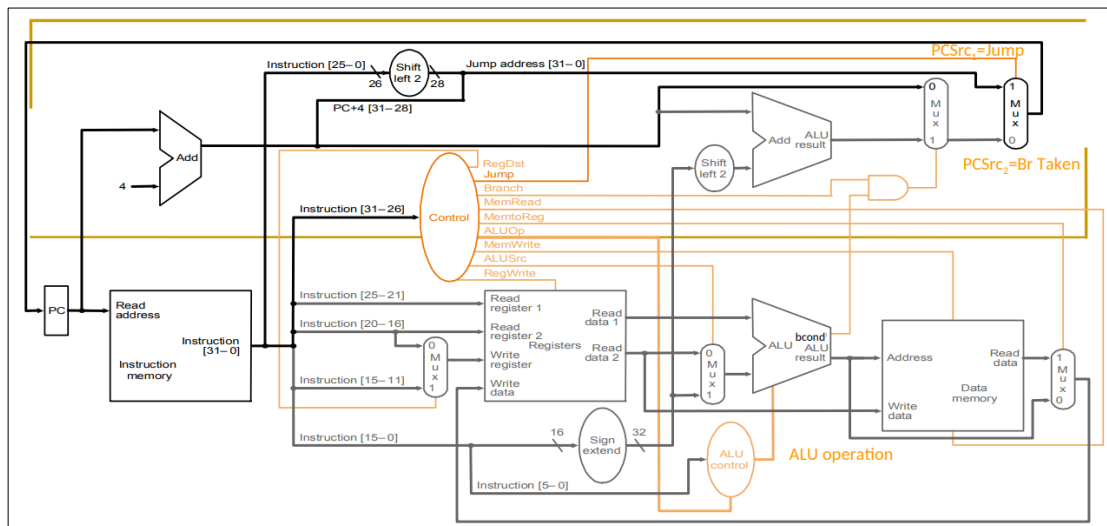 PCSrc1=Jump
Instruction [25–0]
26
Shift
left 2
28
Jump address [31–0]
PC+4 [31–28]
1
M
u
x
0
0
M
u
x
1
Add
ALU
result
Add
4
Shift
left 2
PCSrc2=Br Taken
RegDst
Jump
Branch
MemRead
MemtoReg
ALUOp
MemWrite
ALUSrc
RegWrite
Instruction [31–26]
Control
PC
Read
address
Instruction
[31–0]
Instruction
memory
Instruction [25–21]
Instruction [20–16]
Instruction [15–11]
0
M
u
x
1
Read
register 1
Read
register 2
Registers
Write
register
Write
data
Read
data 1
Read
data 2
0
M
u
x
1
ALU
bcond
ALU
result
Address
Read
data
Data
memory
Write
data
1
M
u
x
0
Instruction [15–0]
16
Sign
extend
32
ALU
control
ALU operation
Instruction [5–0]